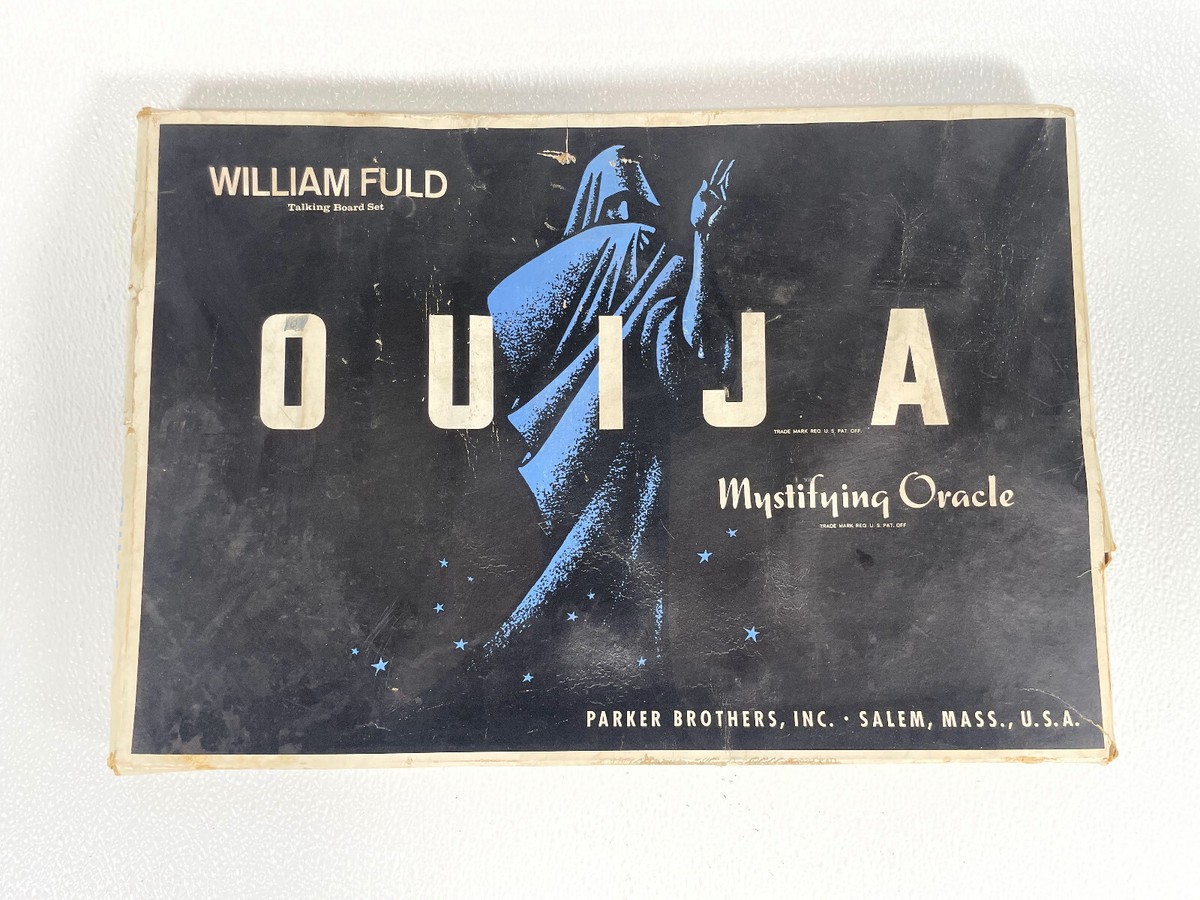 WILLIAM FULD
Talking Board Set
OUIJA
TRADE MARK REG. U. S. PAT. OFF.
Mystifying Oracle
TRADE MARK REG. U. S. PAT. OFF
PARKER BROTHERS, INC. · SALEM, MASS., U.S.A.